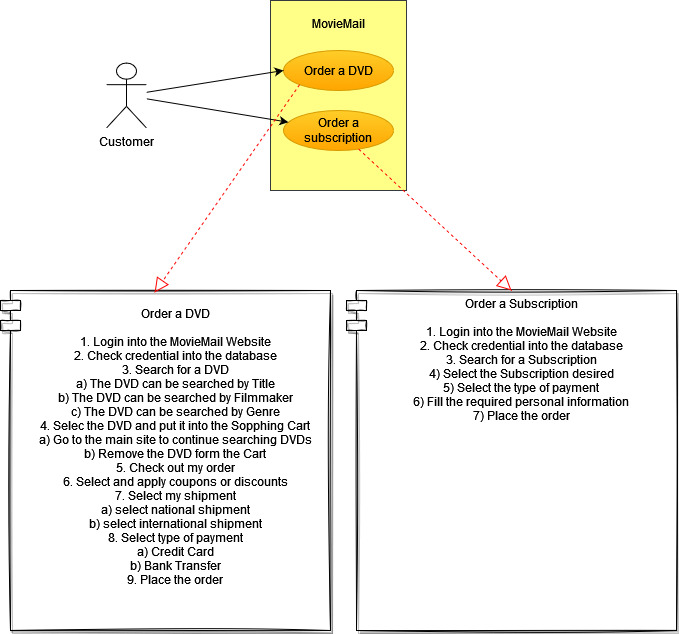 MovieMail
Order a DVD
Order a
subscription
Customer
Order a DVD
1. Login into the MovieMail Website
2. Check credential into the database
3. Search for a DVD
a) The DVD can be searched by Title
b) The DVD can be searched by Filmmaker
c) The DVD can be searched by Genre
4. Select the DVD and put it into the Sopphing Cart
a) Go to the main site to continue searching DVDs
b) Remove the DVD form the Cart
5. Check out my order
6. Select and apply coupons or discounts
7. Select my shipment
a) select national shipment
b) select international shipment
8. Select type of payment
a) Credit Card
b) Bank Transfer
9. Place the order
Order a Subscription
1. Login into the MovieMail Website
2. Check credential into the database
3. Search for a Subscription
4) Select the Subscription desired
5) Select the type of payment
6) Fill the required personal information
7) Place the order